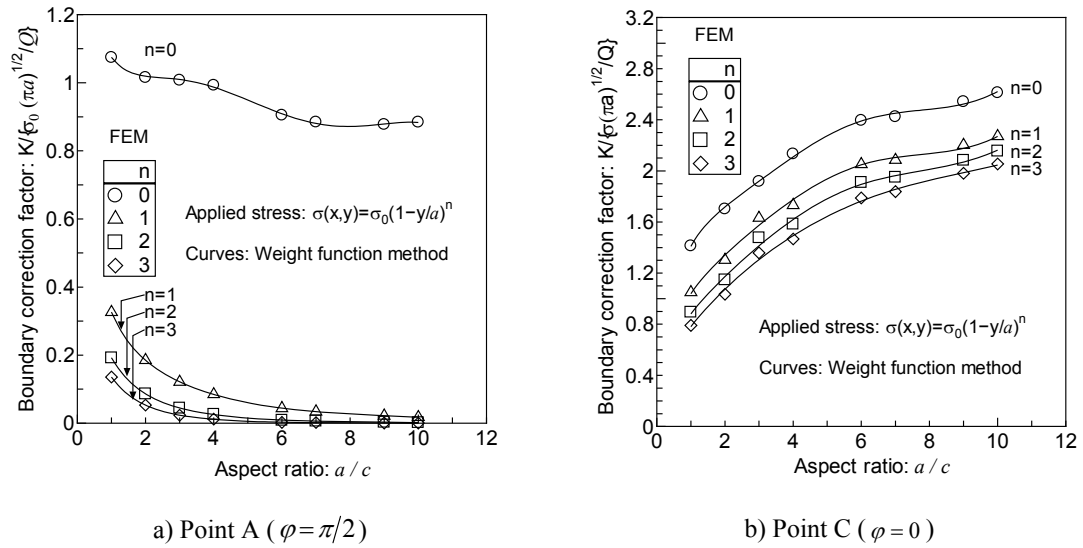 Boundary correction factor: K/{σ₀ (πa)^1/2/Q}
1.2
1
0.8
0.6
0.4
0.2
0
n=0
FEM
n
0
1
2
3
Applied stress: σ(x,y)=σ₀(1−y/a)^n
Curves: Weight function method
n=1
n=2
n=3
0 2 4 6 8 10 12
Aspect ratio: a / c
a) Point A ( φ = π/2 )
Boundary correction factor: K/{σ(πa)^1/2/Q}
3.2
2.8
2.4
2
1.6
1.2
0.8
0.4
0
FEM
n
0
1
2
3
n=0
n=1
n=2
n=3
Applied stress: σ(x,y)=σ₀(1−y/a)^n
Curves: Weight function method
0 2 4 6 8 10 12
Aspect ratio: a / c
b) Point C ( φ = 0 )